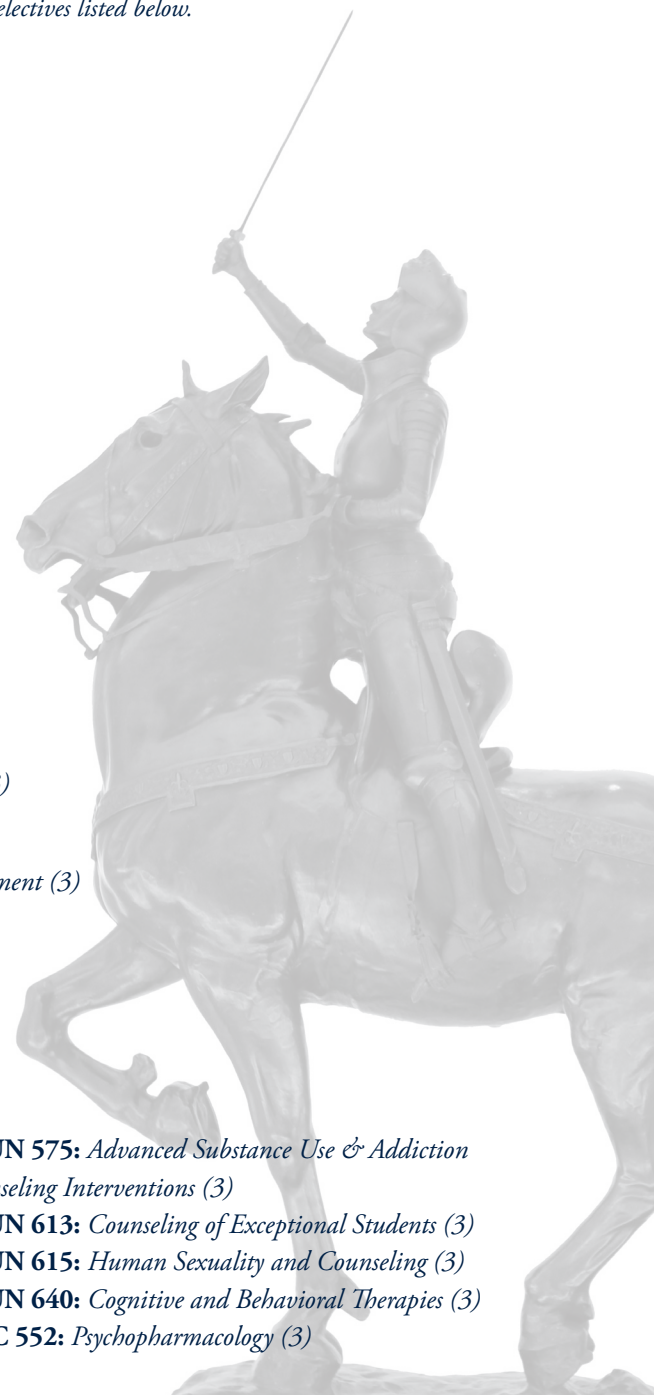 electives listed below.
)
ment (3)
UN 575: Advanced Substance Use & Addiction
seling Interventions (3)
UN 613: Counseling of Exceptional Students (3)
UN 615: Human Sexuality and Counseling (3)
UN 640: Cognitive and Behavioral Therapies (3)
C 552: Psychopharmacology (3)